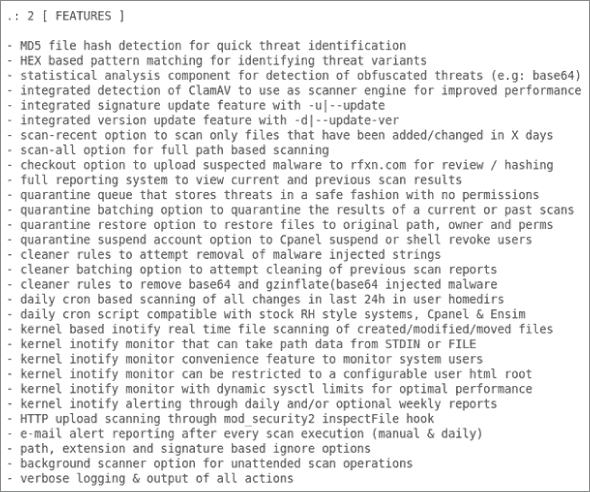 .: 2 [ FEATURES ]
- MD5 file hash detection for quick threat identification
- HEX based pattern matching for identifying threat variants
- statistical analysis component for detection of obfuscated threats (e.g: base64)
- integrated detection of ClamAV to use as scanner engine for improved performance
- integrated signature update feature with -u|--update
- integrated version update feature with -d|--update-ver
- scan-recent option to scan only files that have been added/changed in X days
- scan-all option for full path based scanning
- checkout option to upload suspected malware to rfxn.com for review / hashing
- full reporting system to view current and previous scan results
- quarantine queue that stores threats in a safe fashion with no permissions
- quarantine batching option to quarantine the results of a current or past scans
- quarantine restore option to restore files to original path, owner and perms
- quarantine suspend account option to Cpanel suspend or shell revoke users
- cleaner rules to attempt removal of malware injected strings
- cleaner batching option to attempt cleaning of previous scan reports
- cleaner rules to remove base64 and gzinflate(base64 injected malware
- daily cron based scanning of all changes in last 24h in user homedirs
- daily cron script compatible with stock RH style systems, Cpanel & Ensim
- kernel based inotify real time file scanning of created/modified/moved files
- kernel inotify monitor that can take path data from STDIN or FILE
- kernel inotify monitor convenience feature to monitor system users
- kernel inotify monitor can be restricted to a configurable user html root
- kernel inotify monitor with dynamic sysctl limits for optimal performance
- kernel inotify alerting through daily and/or optional weekly reports
- HTTP upload scanning through mod_security2 inspectFile hook
- e-mail alert reporting after every scan execution (manual & daily)
- path, extension and signature based ignore options
- background scanner option for unattended scan operations
- verbose logging & output of all actions